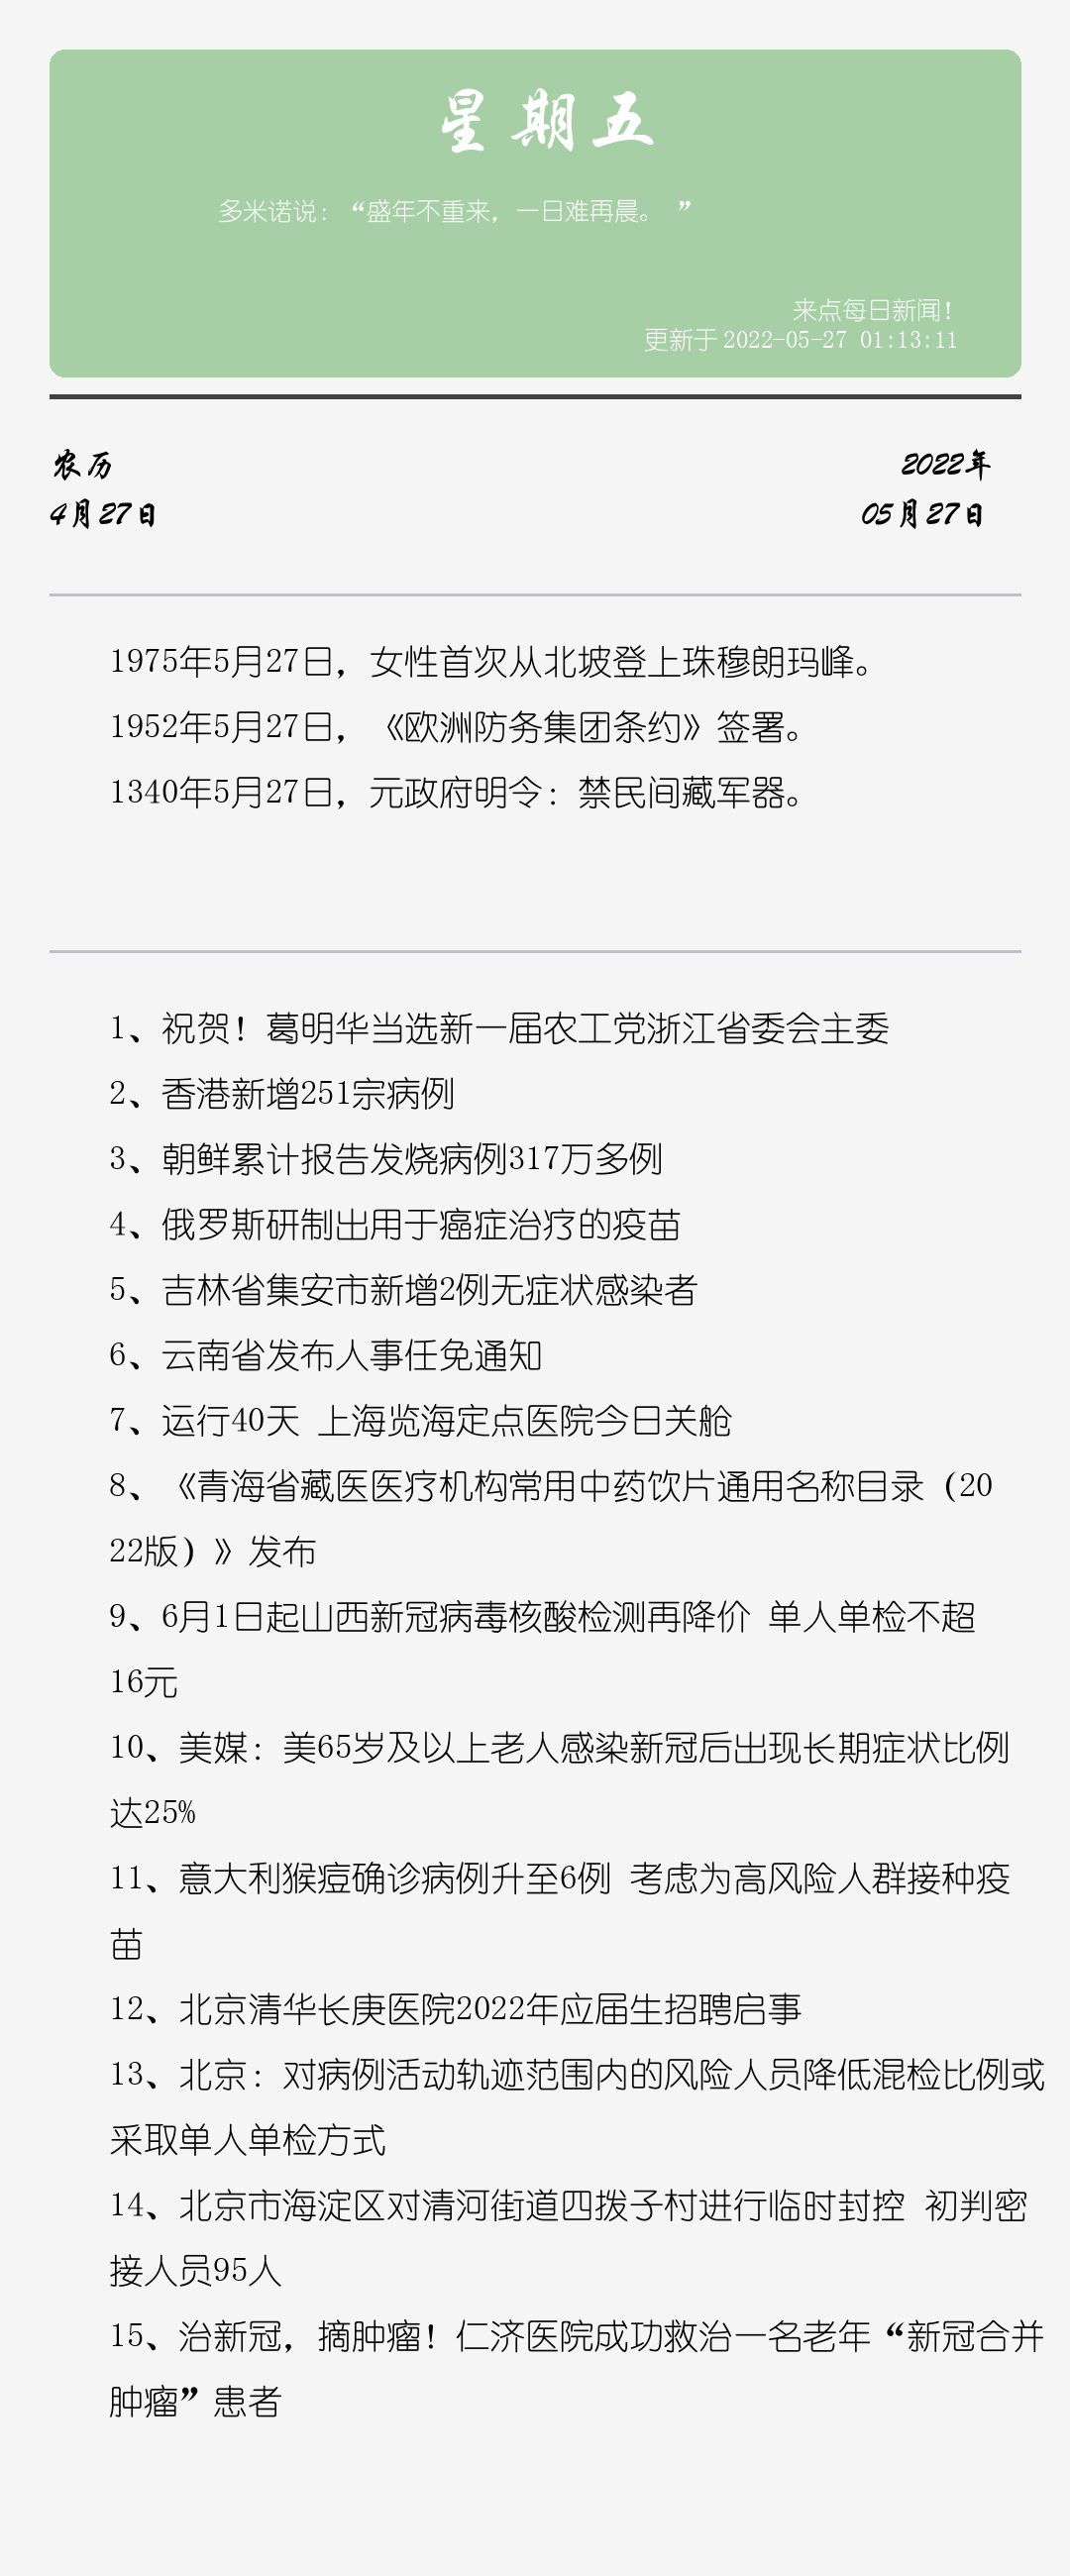 星期五
多米诺说：“盛年不重来，一日难再晨。 ”
来点每日新闻！
更新于2022-05-27 01:13:11
农历
2022年
4月27日
05月27日
1975年5月27日，女性首次从北坡登上珠穆朗玛峰。
1952年5月27日，《欧洲防务集团条约》签署。
1340年5月27日，元政府明令：禁民间藏军器。
1、祝贺！葛明华当选新一届农工党浙江省委会主委
2、香港新增251宗病例
3、朝鲜累计报告发烧病例317万多例
4、俄罗斯研制出用于癌症治疗的疫苗
5、吉林省集安市新增2例无症状感染者
6、云南省发布人事任免通知
7、运行40天 上海览海定点医院今日关舱
8、《青海省藏医医疗机构常用中药饮片通用名称目录（20
22版）》发布
9、6月1日起山西新冠病毒核酸检测再降价 单人单检不超
16元
10、美媒：美65岁及以上老人感染新冠后出现长期症状比例
达25%
11、意大利猴痘确诊病例升至6例 考虑为高风险人群接种疫
苗
12、北京清华长庚医院2022年应届生招聘启事
13、北京：对病例活动轨迹范围内的风险人员降低混检比例或
采取单人单检方式
14、北京市海淀区对清河街道四拨子村进行临时封控 初判密
接人员95人
15、治新冠，摘肿瘤！仁济医院成功救治一名老年“新冠合并
肿瘤”患者